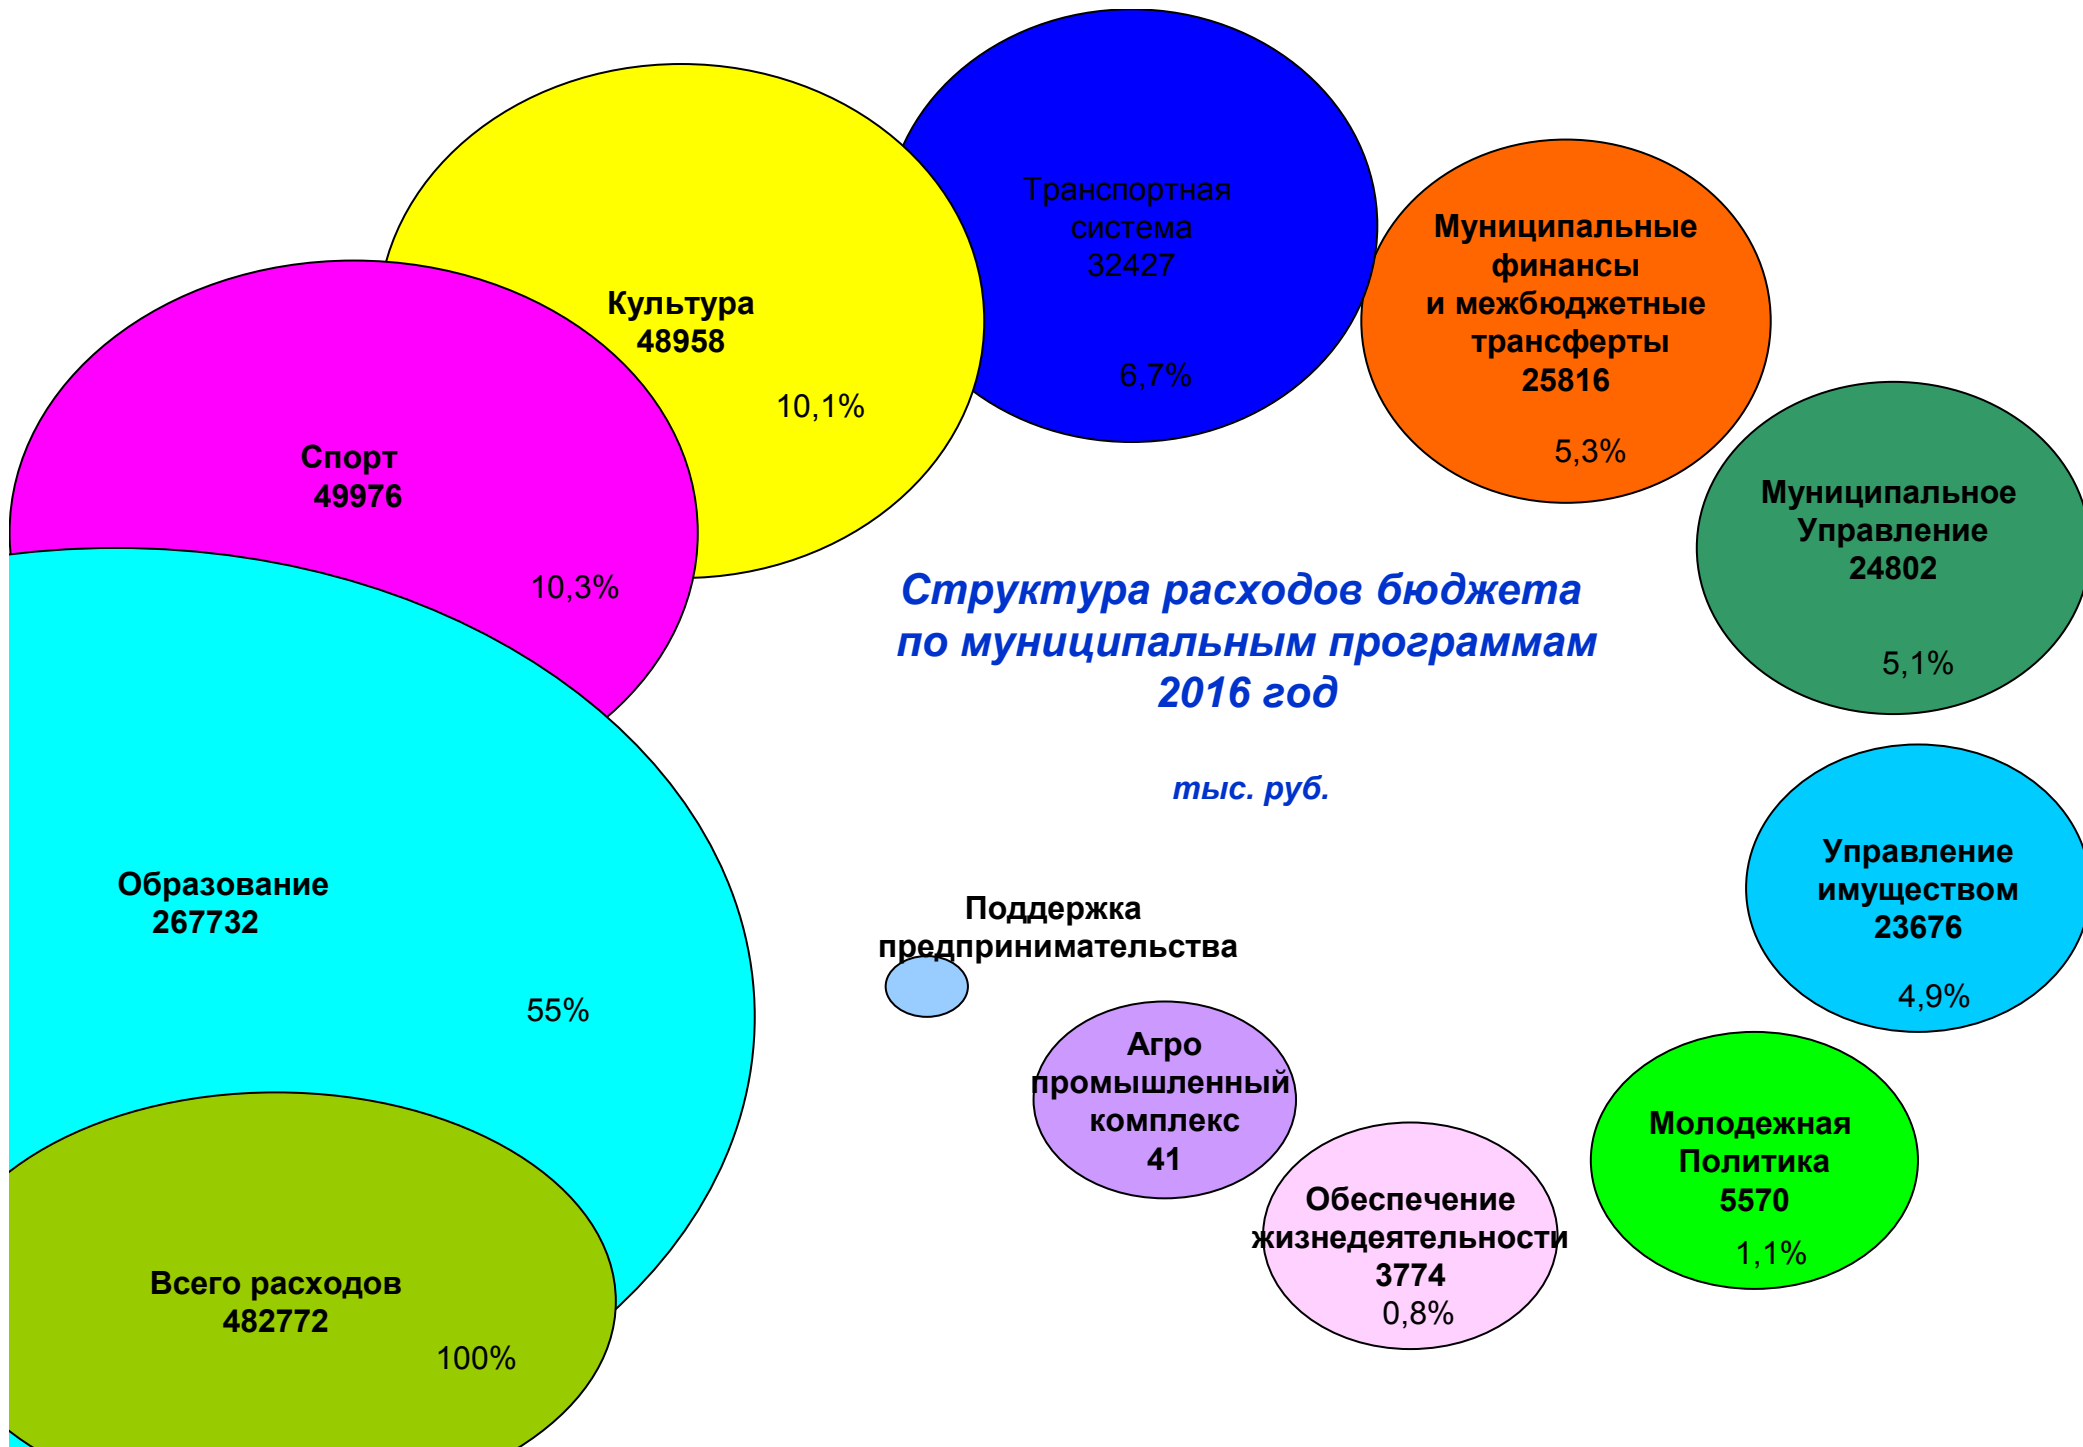 Транспортная
система
32427
6,7%
Муниципальные
финансы
и межбюджетные
трансферты
25816
5,3%
Культура
48958
10,1%
Спорт
49976
10,3%
Муниципальное
Управление
24802
5,1%
Структура расходов бюджета
по муниципальным программам
2016 год
тыс. руб.
Образование
267732
55%
Управление
имуществом
23676
4,9%
Поддержка
предпринимательства
Агро
промышленный
комплекс
41
Молодежная
Политика
5570
1,1%
Обеспечение
жизнедеятельности
3774
0,8%
Всего расходов
482772
100%